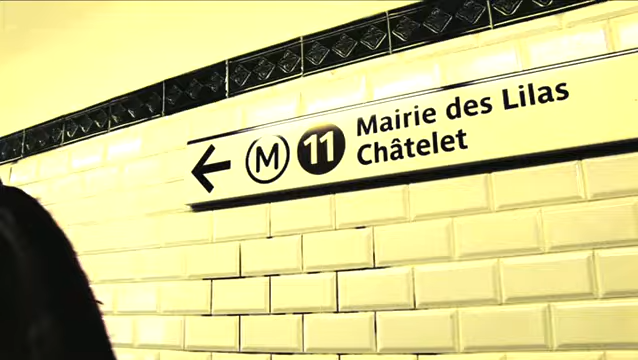 ← M 11 Mairie des Lilas
Châtelet